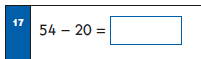 17
54 – 20 =